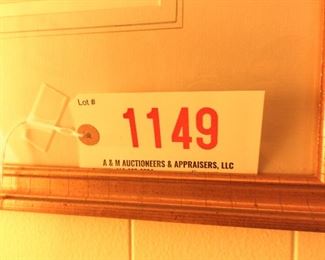 Lot #
1149
A & M AUCTIONEERS & APPRAISERS, LLC